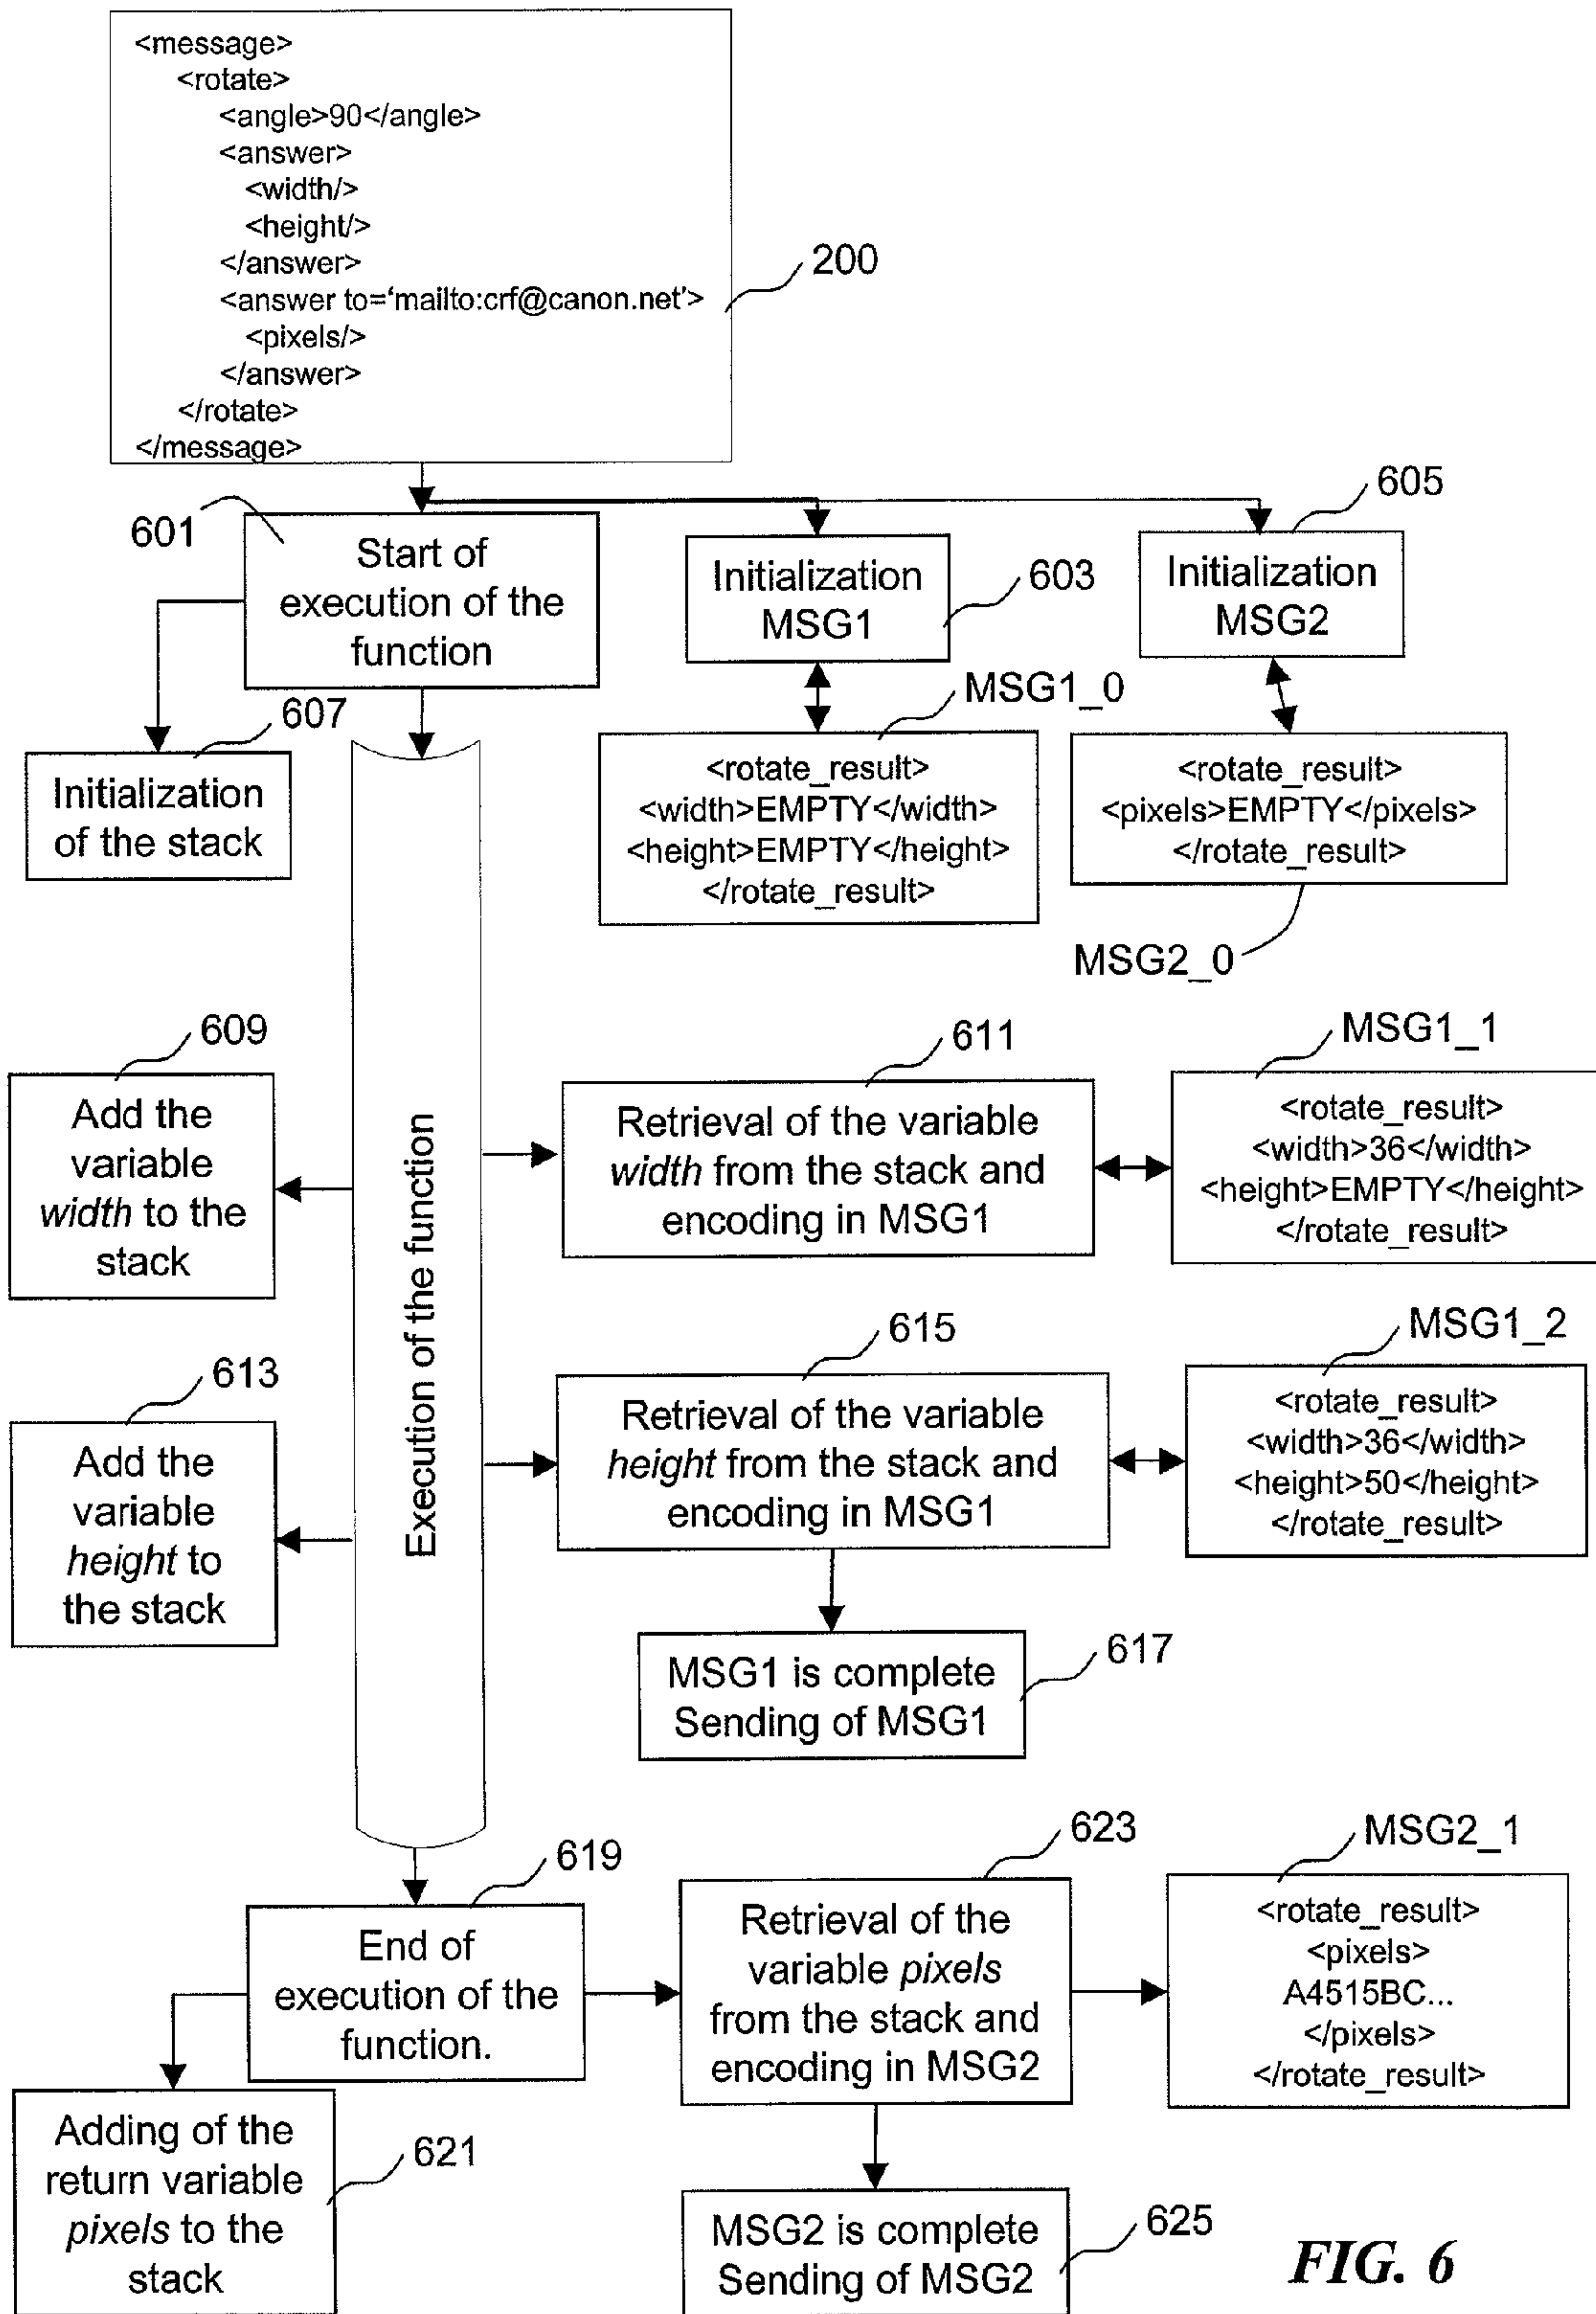 <message>
<rotate>
<angle>90</angle>
<answer>
<width/>
<height/>
</answer>
<answer to=‘mailto:crf@canon.net’>
<pixels/>
</answer>
</rotate>
</message>
200
601
Start of
execution of the
function
Initialization
MSG1
603
605
Initialization
MSG2
607
Initialization
of the stack
MSG1_0
<rotate_result>
<width>EMPTY</width>
<height>EMPTY</height>
</rotate_result>
<rotate_result>
<pixels>EMPTY</pixels>
</rotate_result>
MSG2_0
Execution of the function
609
Add the
variable
width to the
stack
611
Retrieval of the variable
width from the stack and
encoding in MSG1
MSG1_1
<rotate_result>
<width>36</width>
<height>EMPTY</height>
</rotate_result>
613
Add the
variable
height to
the stack
615
Retrieval of the variable
height from the stack and
encoding in MSG1
MSG1_2
<rotate_result>
<width>36</width>
<height>50</height>
</rotate_result>
MSG1 is complete
Sending of MSG1
617
619
End of
execution of the
function.
623
Retrieval of the
variable pixels
from the stack and
encoding in MSG2
MSG2_1
<rotate_result>
<pixels>
A4515BC...
</pixels>
</rotate_result>
Adding of the
return variable
pixels to the
stack
621
MSG2 is complete
Sending of MSG2
625
FIG. 6